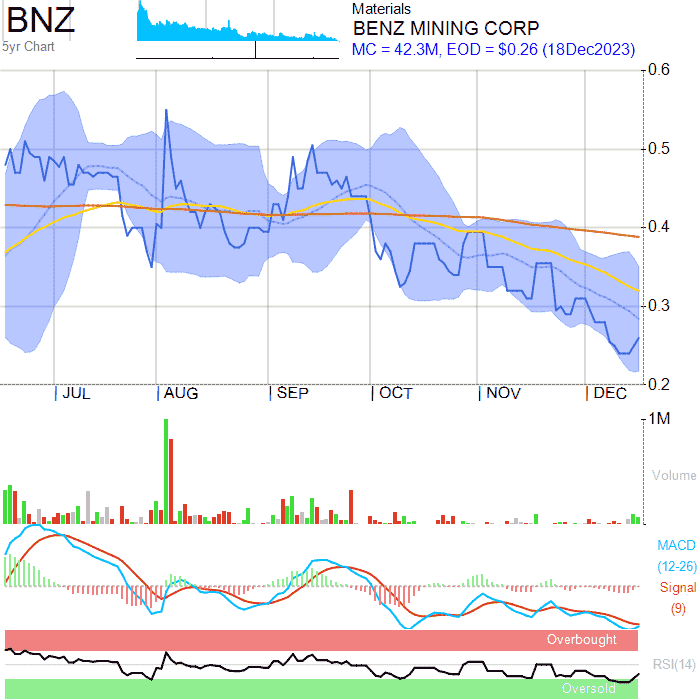 BNZ
5yr Chart
Materials
BENZ MINING CORP
MC = 42.3M, EOD = $0.26 (18Dec2023)
0.6
0.5
0.4
0.3
0.2
JUL AUG SEP OCT NOV DEC
1M
Volume
MACD
(12-26)
Signal
(9)
Overbought
RSI(14)
Oversold